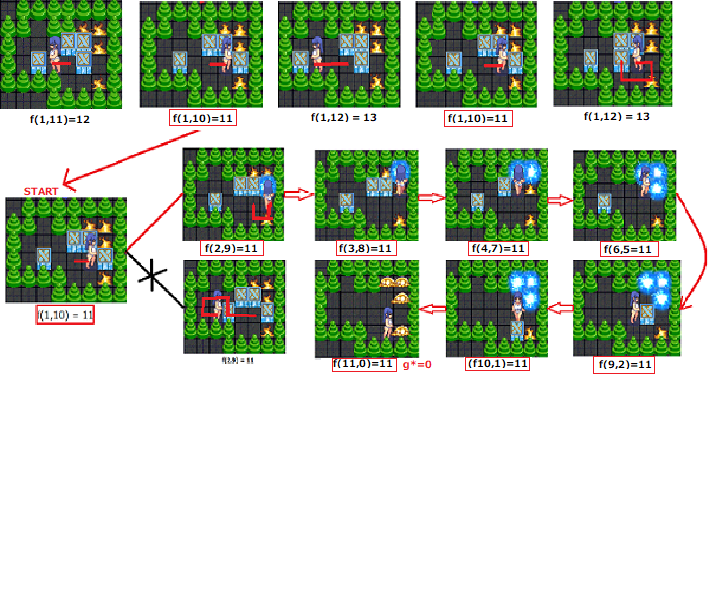 f(1,11)=12
f(1,10)=11
f(1,12) = 13
f(1,10)=11
f(1,12) = 13
START
f(2,9)=11
f(3,8)=11
f(4,7)=11
f(6,5=11
(1,10) = 11
f(11,0)=11 g*=0
(f10,1)=11
f(9,2)=11